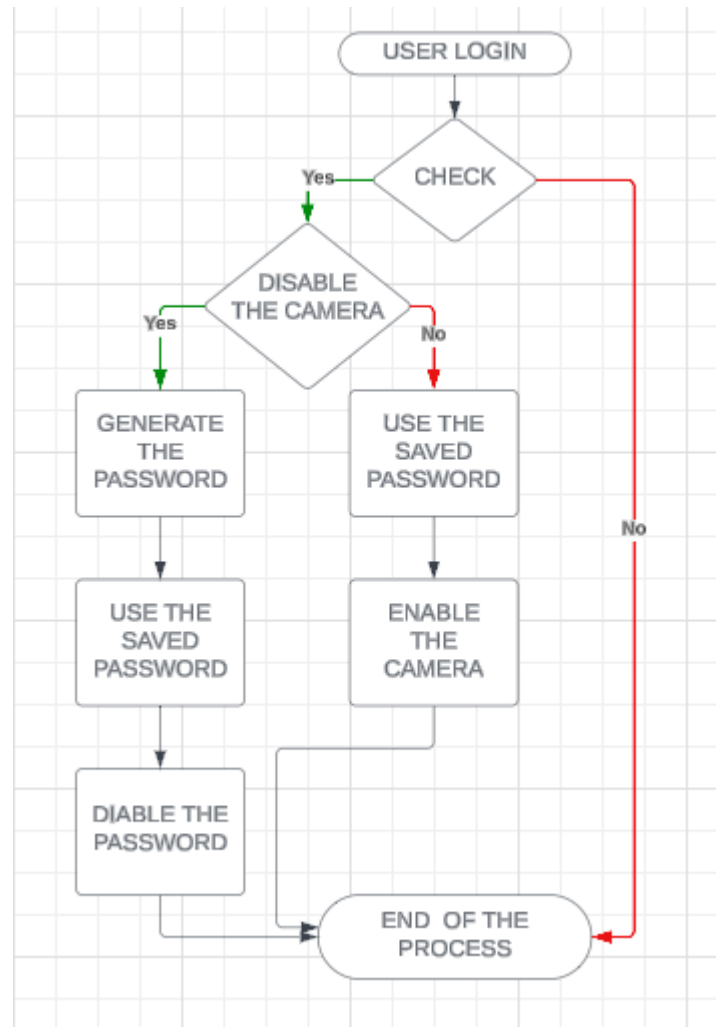 USER LOGIN
CHECK
Yes
DISABLE
THE CAMERA
Yes
No
GENERATE
THE
PASSWORD
USE THE
SAVED
PASSWORD
No
USE THE
SAVED
PASSWORD
ENABLE
THE
CAMERA
DIABLE THE
PASSWORD
END OF THE
PROCESS